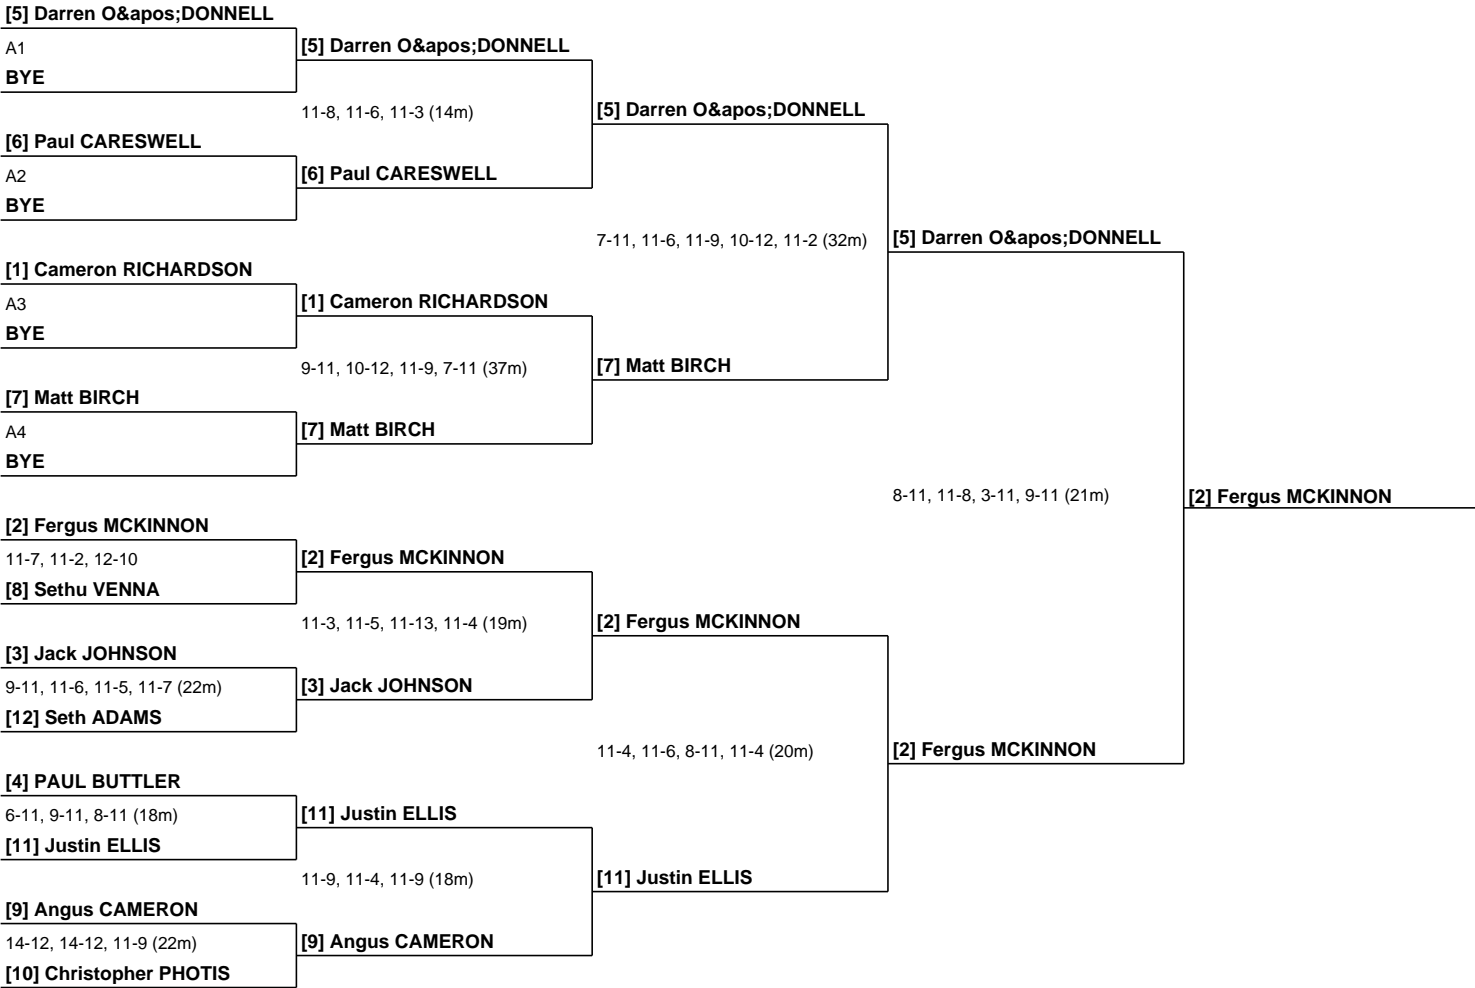 [5] Darren O&apos;DONNELL
A1
BYE
[6] Paul CARESWELL
A2
BYE
[1] Cameron RICHARDSON
A3
BYE
[7] Matt BIRCH
A4
BYE
[2] Fergus MCKINNON
11-7, 11-2, 12-10
[8] Sethu VENNA
[3] Jack JOHNSON
9-11, 11-6, 11-5, 11-7 (22m)
[12] Seth ADAMS
[4] PAUL BUTTLER
6-11, 9-11, 8-11 (18m)
[11] Justin ELLIS
[9] Angus CAMERON
14-12, 14-12, 11-9 (22m)
[10] Christopher PHOTIS
[5] Darren O&apos;DONNELL
11-8, 11-6, 11-3 (14m)
[6] Paul CARESWELL
[1] Cameron RICHARDSON
9-11, 10-12, 11-9, 7-11 (37m)
[7] Matt BIRCH
[2] Fergus MCKINNON
11-3, 11-5, 11-13, 11-4 (19m)
[3] Jack JOHNSON
[11] Justin ELLIS
11-9, 11-4, 11-9 (18m)
[9] Angus CAMERON
[5] Darren O&apos;DONNELL
7-11, 11-6, 11-9, 10-12, 11-2 (32m)
[7] Matt BIRCH
[2] Fergus MCKINNON
11-4, 11-6, 8-11, 11-4 (20m)
[11] Justin ELLIS
[5] Darren O&apos;DONNELL
8-11, 11-8, 3-11, 9-11 (21m)
[2] Fergus MCKINNON
[2] Fergus MCKINNON